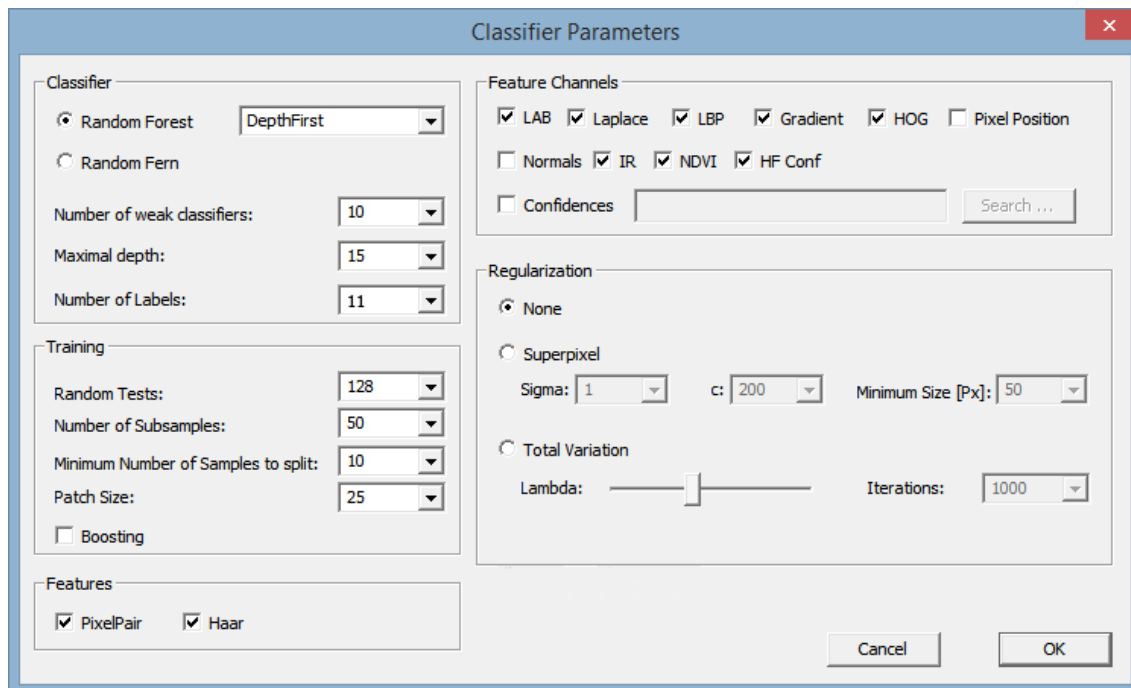 Classifier Parameters
Classifier
Random Forest DepthFirst
Random Fern
Number of weak classifiers: 10
Maximal depth: 15
Number of Labels: 11
Training
Random Tests: 128
Number of Subsamples: 50
Minimum Number of Samples to split: 10
Patch Size: 25
Boosting
Features
PixelPair Haar
Feature Channels
LAB Laplace LBP Gradient HOG Pixel Position
Normals IR NDVI HF Conf
Confidences Search ...
Regularization
None
Superpixel
Sigma: 1 c: 200 Minimum Size [Px]: 50
Total Variation
Lambda: Iterations: 1000
Cancel OK